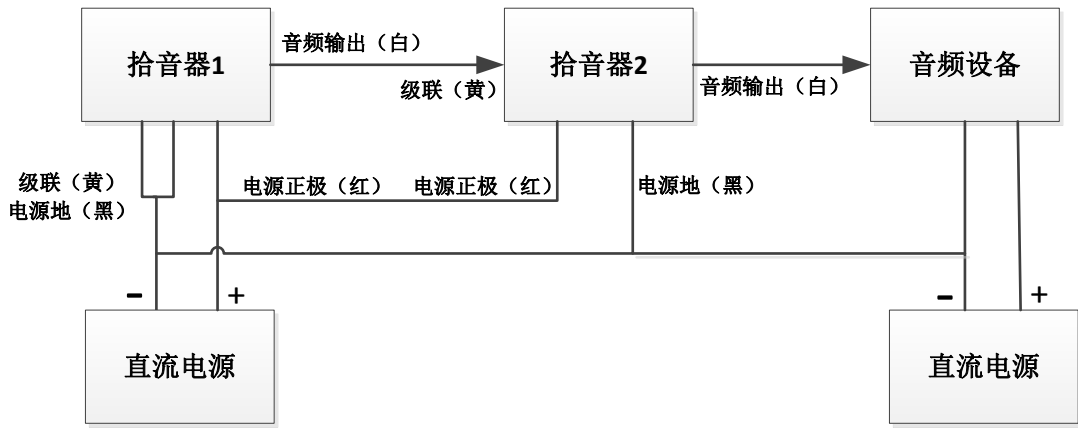 拾音器1
音频输出（白）
级联（黄）
拾音器2
音频输出（白）
音频设备
级联（黄）
电源地（黑）
电源正极（红）
电源正极（红）
电源地（黑）
－
+
－
+
直流电源
直流电源